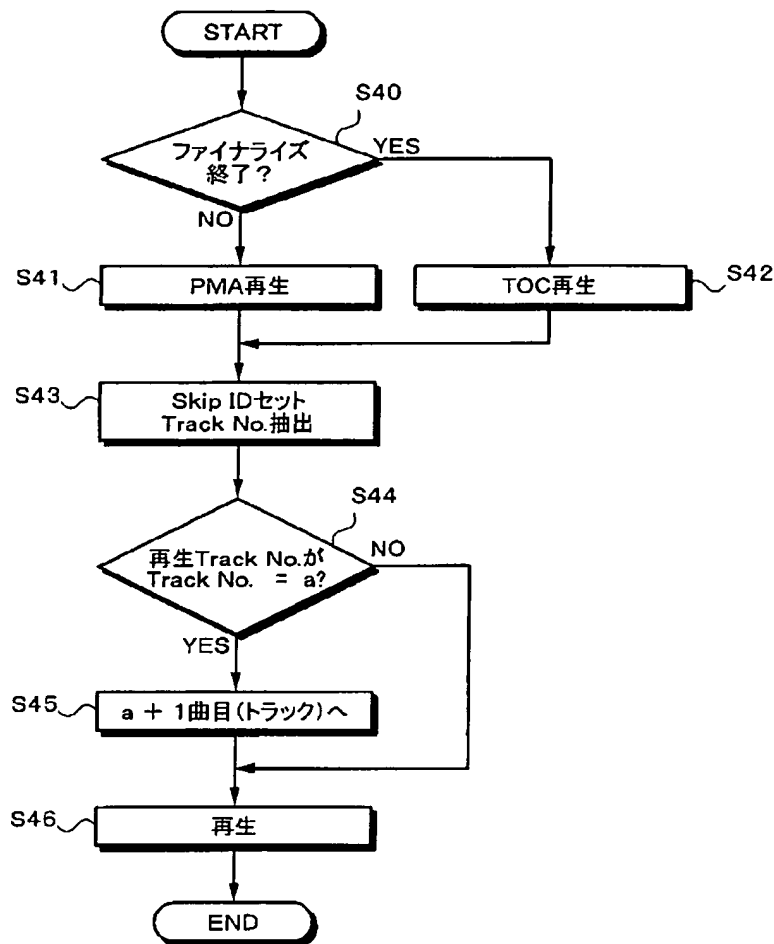 START
S40
ファイナライズ
終了?
YES
NO
S41
PMA再生
TOC再生
S42
S43
Skip IDセット
Track No.抽出
S44
再生Track No.が
Track No. = a?
NO
YES
S45
a + 1曲目(トラック)へ
S46
再生
END